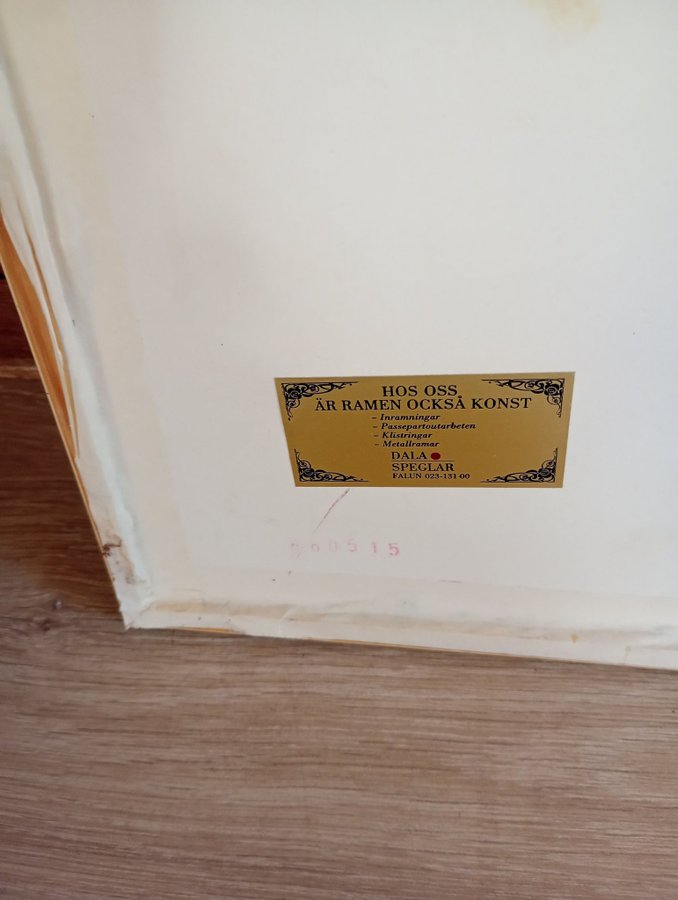 HOS OSS
ÄR RAMEN OCKSÅ KONST
- Inramningar
- Passepartoutarbeten
- Klistringar
- Metallramar
DALA
SPEGLAR
FALUN 023-131 00